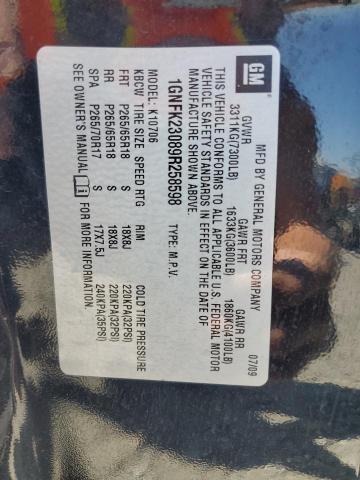 GM
MFD BY GENERAL MOTORS COMPANY 07/09
GVWR GAWR FRT GAWR RR
3311KG(7300LB) 1633KG(3600LB) 1860KG(4100LB)
THIS VEHICLE CONFORMS TO ALL APPLICABLE U.S. FEDERAL MOTOR
VEHICLE SAFETY STANDARDS IN EFFECT ON THE DATE OF
MANUFACTURE SHOWN ABOVE.
1GNFK23089R256598 TYPE: M.P.V.
MODEL: K10706
KRCW TIRE SIZE SPEED RTG RIM COLD TIRE PRESSURE
FRT P265/65R18 S 18X8J 220KPA(32PSI)
RR P265/65R18 S 18X8J 220KPA(32PSI)
SPA P265/70R17 S 17X7.5J 240KPA(35PSI)
SEE OWNER'S MANUAL i FOR MORE INFORMATION.